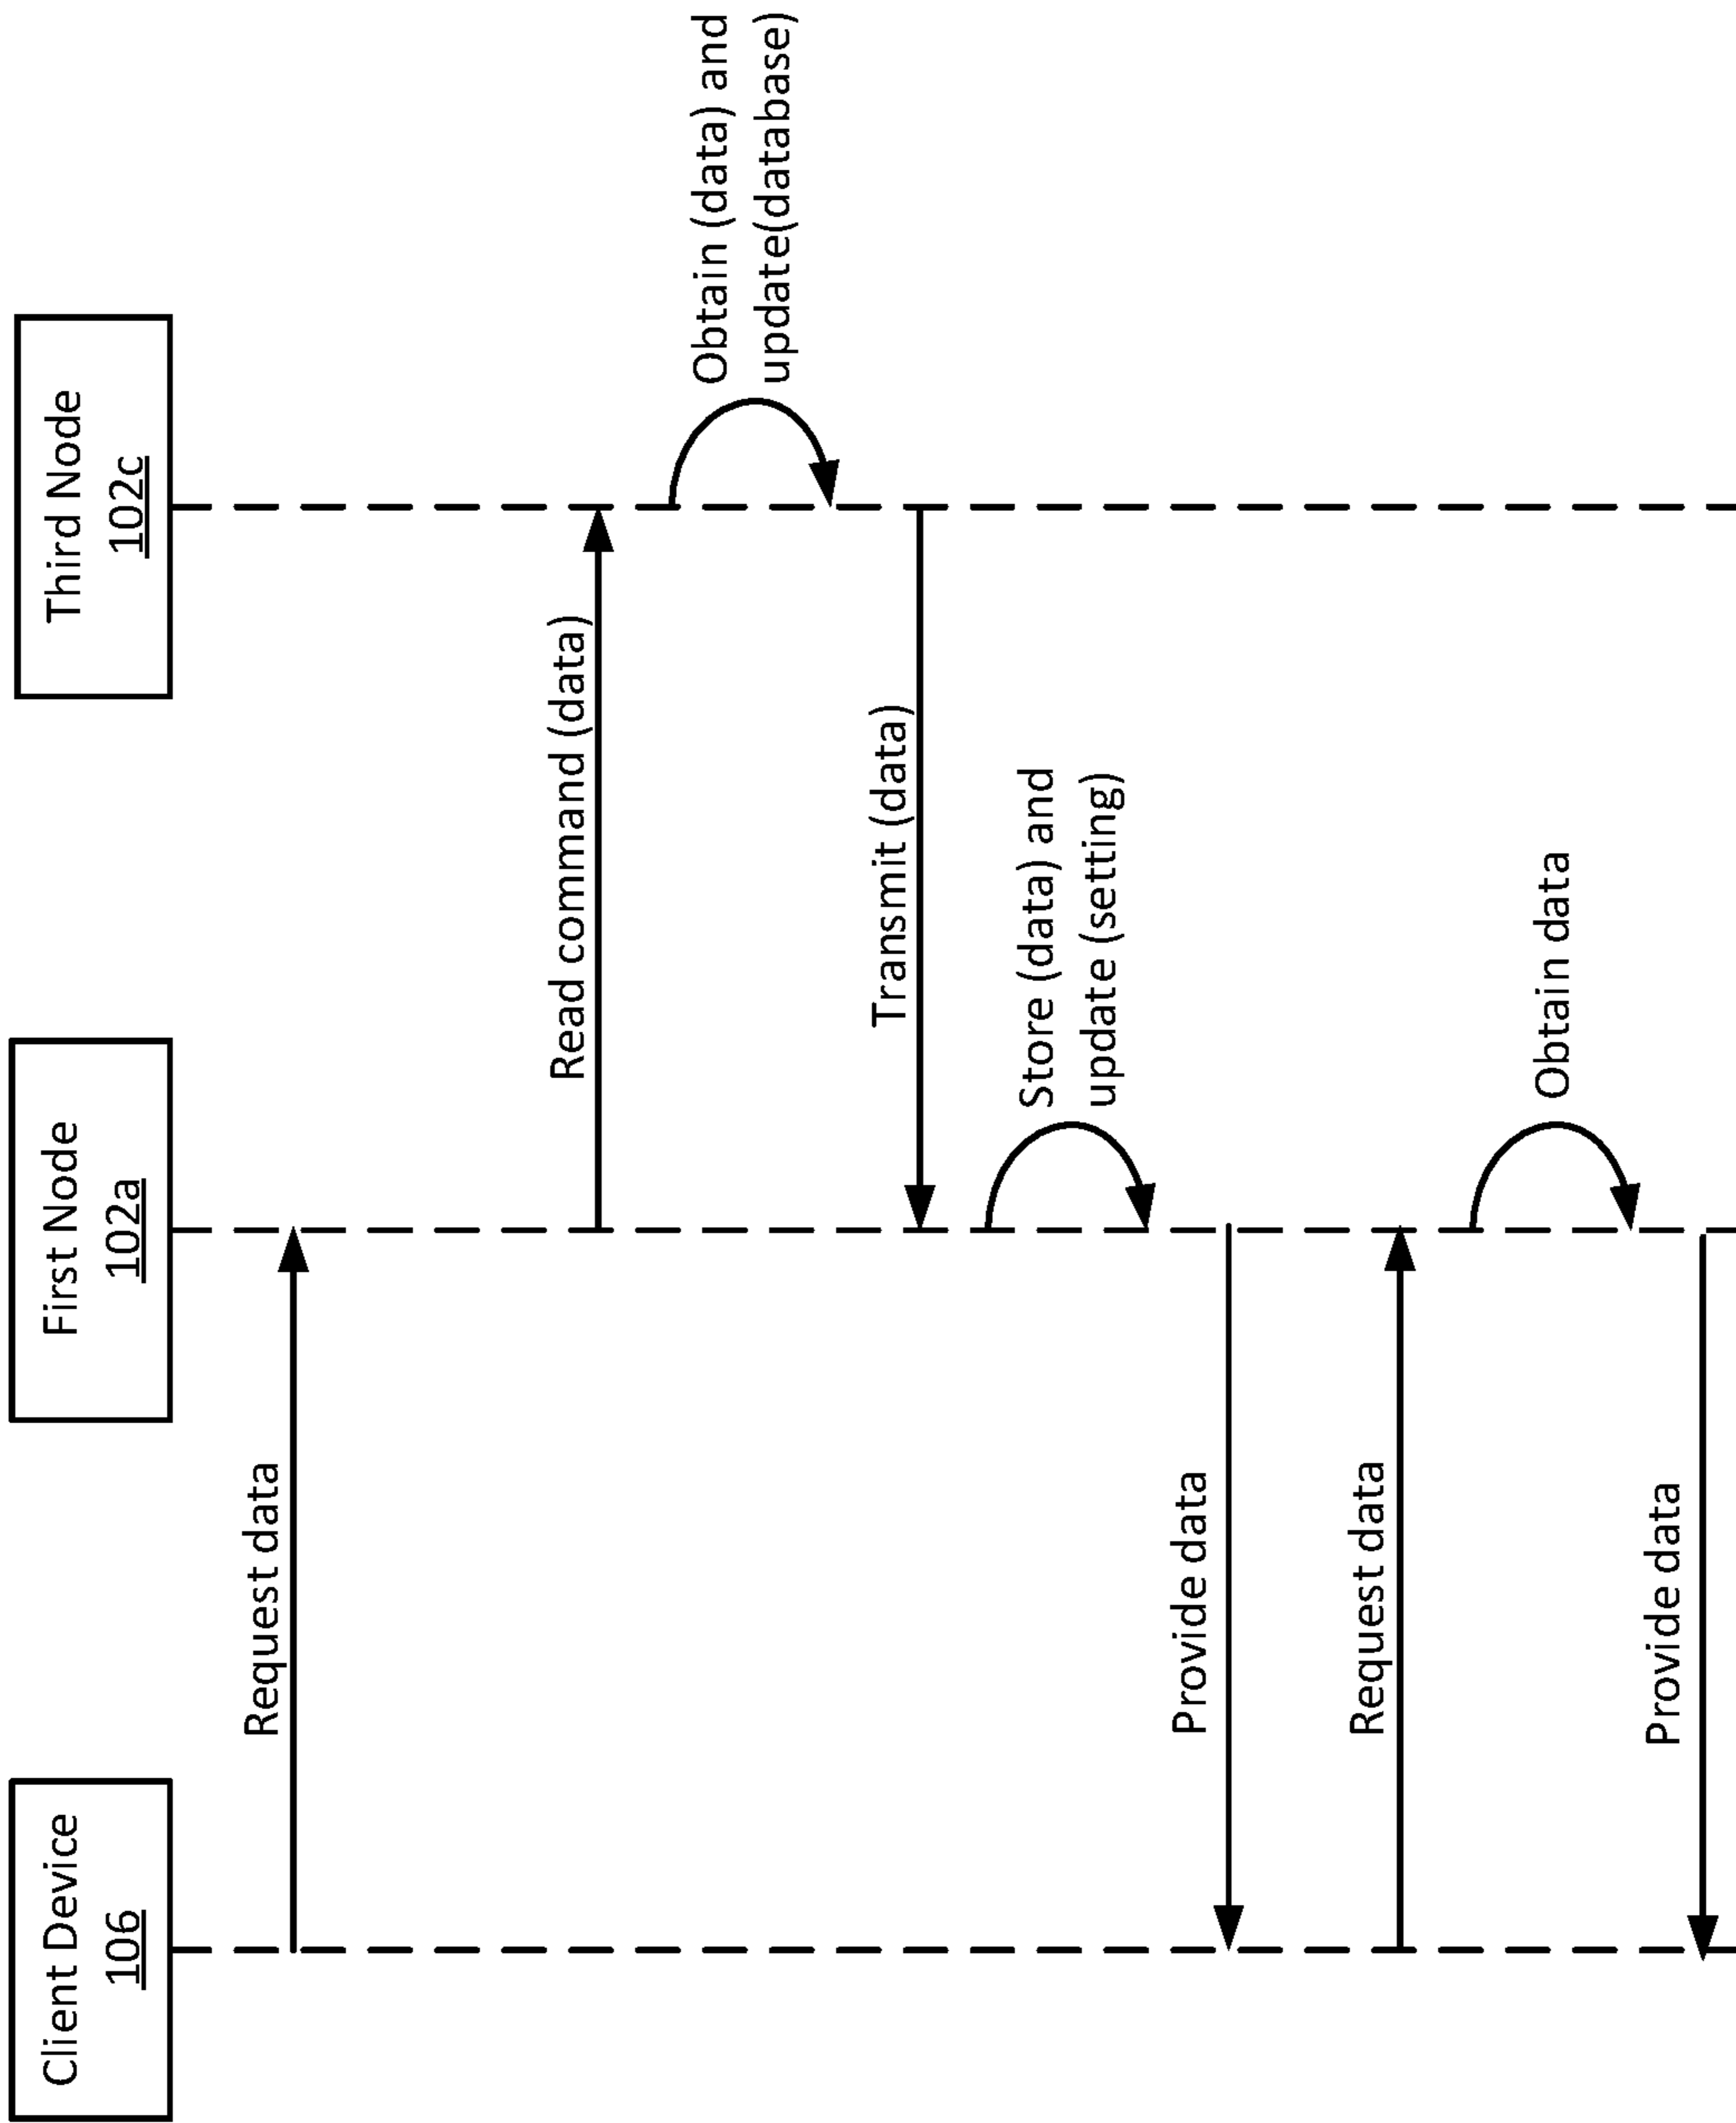 Client Device
106
First Node
102a
Third Node
102c
Request data
Read command (data)
Obtain (data) and
update(database)
Transmit (data)
Store (data) and
update (setting)
Provide data
Request data
Obtain data
Provide data